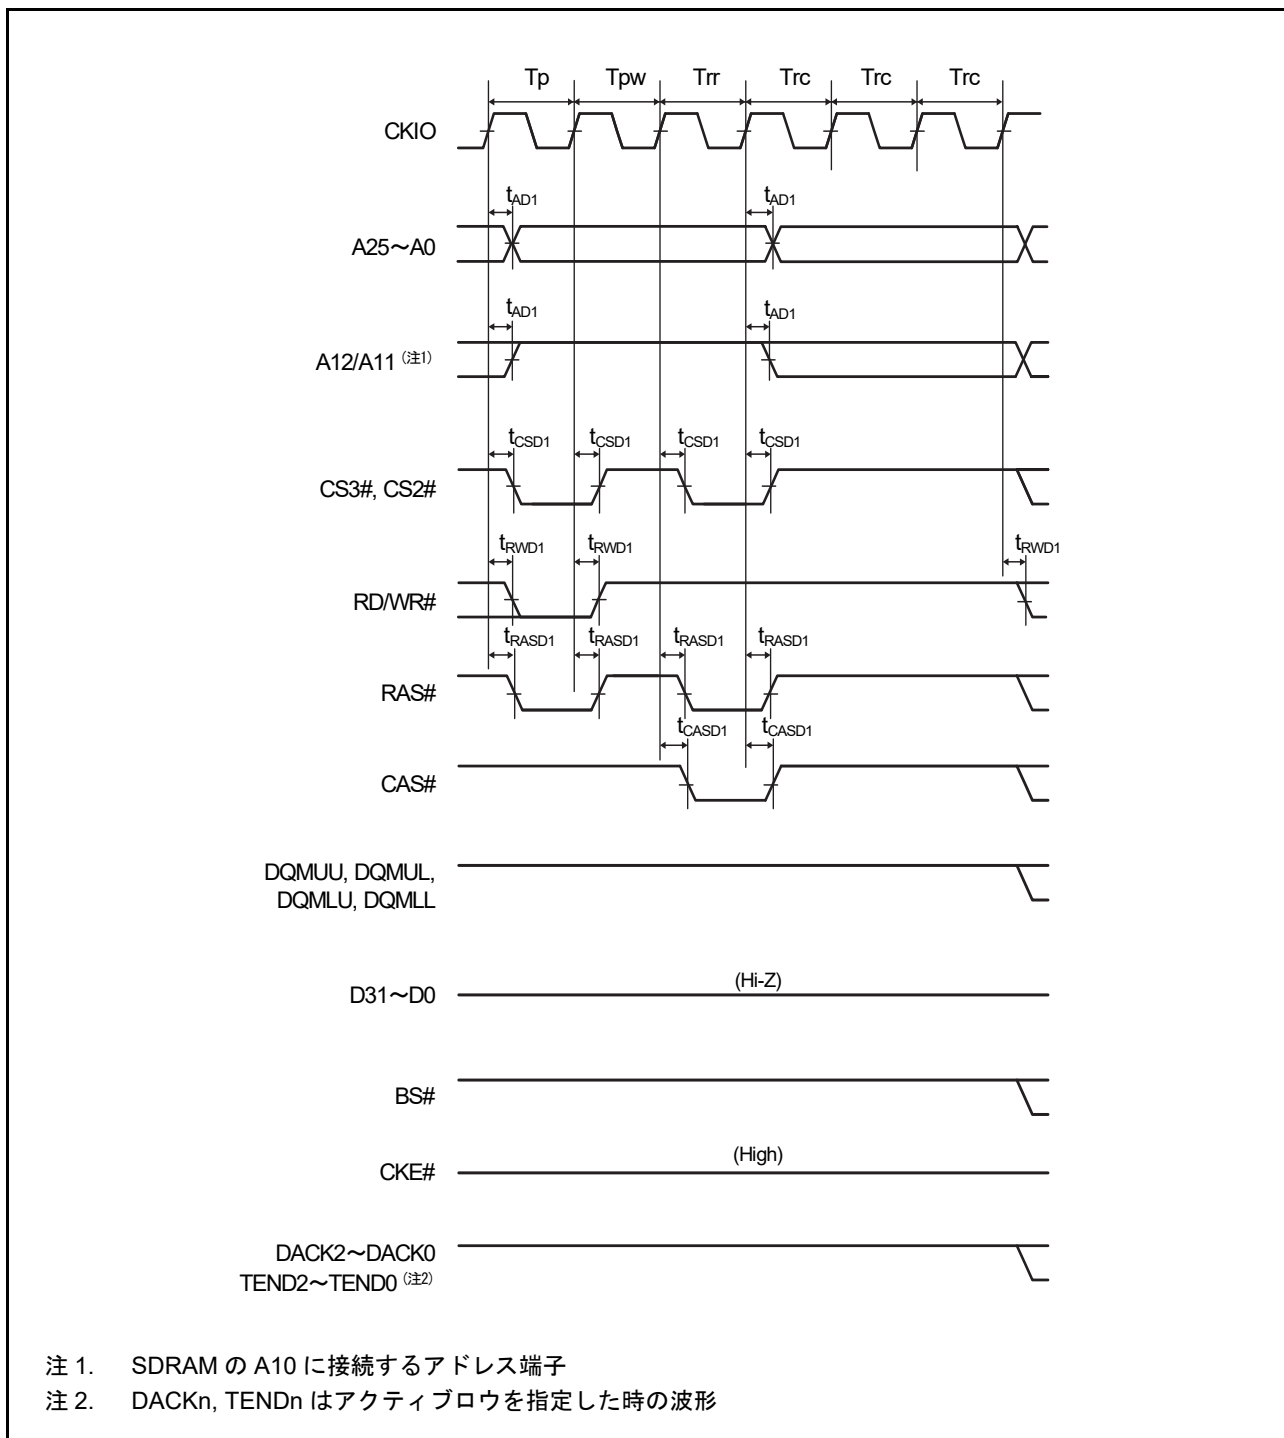 Tp Tpw Trr Trc Trc Trc
CKIO
tAD1 tAD1
A25～A0
tAD1 tAD1
A12/A11 (注1)
tCSD1 tCSD1 tCSD1 tCSD1
CS3#, CS2#
tRWD1 tRWD1 tRWD1
RD/WR#
tRASD1 tRASD1 tRASD1 tRASD1
RAS#
tCASD1 tCASD1
CAS#
DQMUU, DQMUL,
DQMLU, DQMLL
(Hi-Z)
D31～D0
BS#
(High)
CKE#
DACK2～DACK0
TEND2～TEND0 (注2)
注 1. SDRAM の A10 に接続するアドレス端子
注 2. DACKn, TENDn はアクティブロウを指定した時の波形